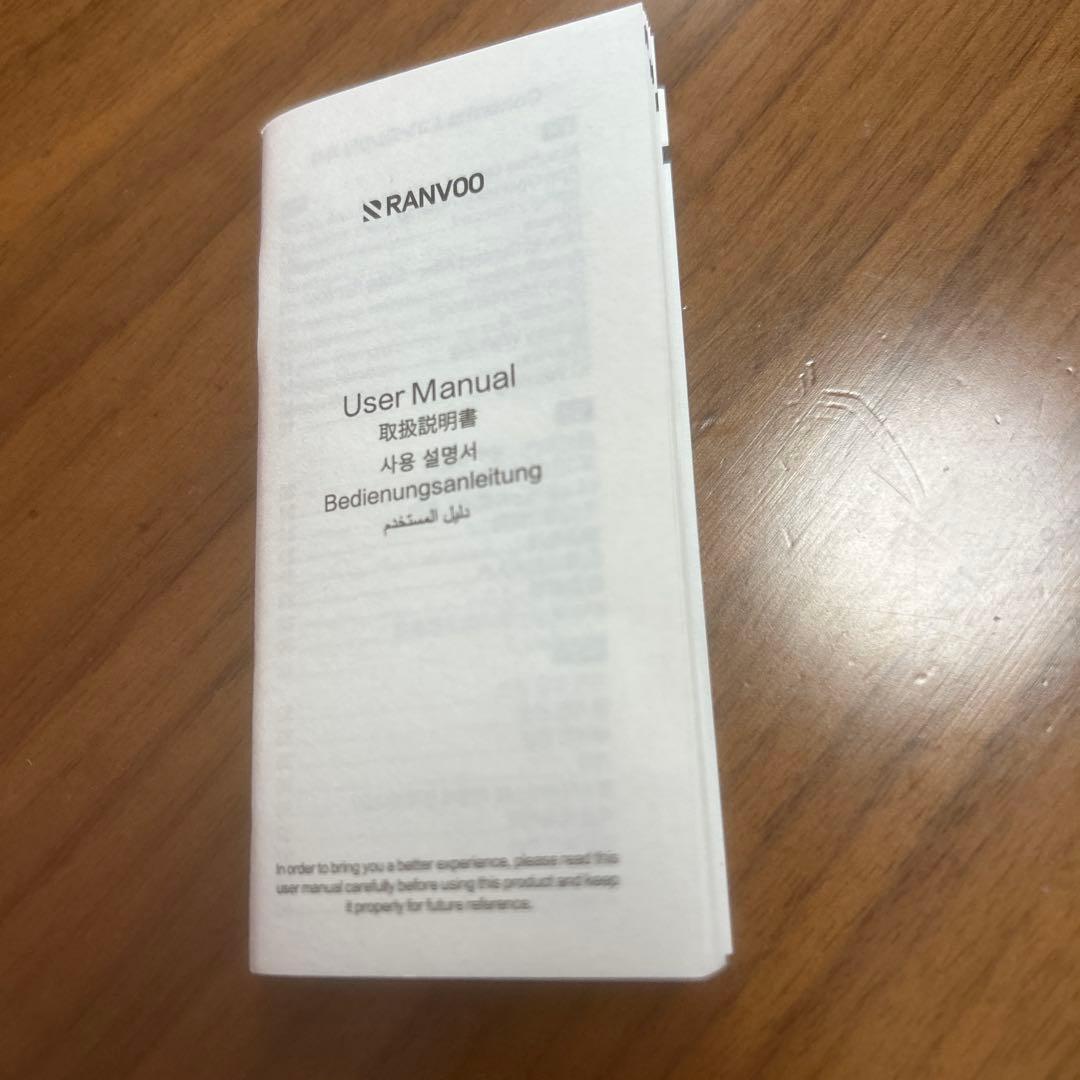 RANVOO
User Manual
取扱説明書
사용 설명서
Bedienungsanleitung
دليل المستخدم
In order to bring you a better experience, please read this
user manual carefully before using this product and keep
it properly for future reference.